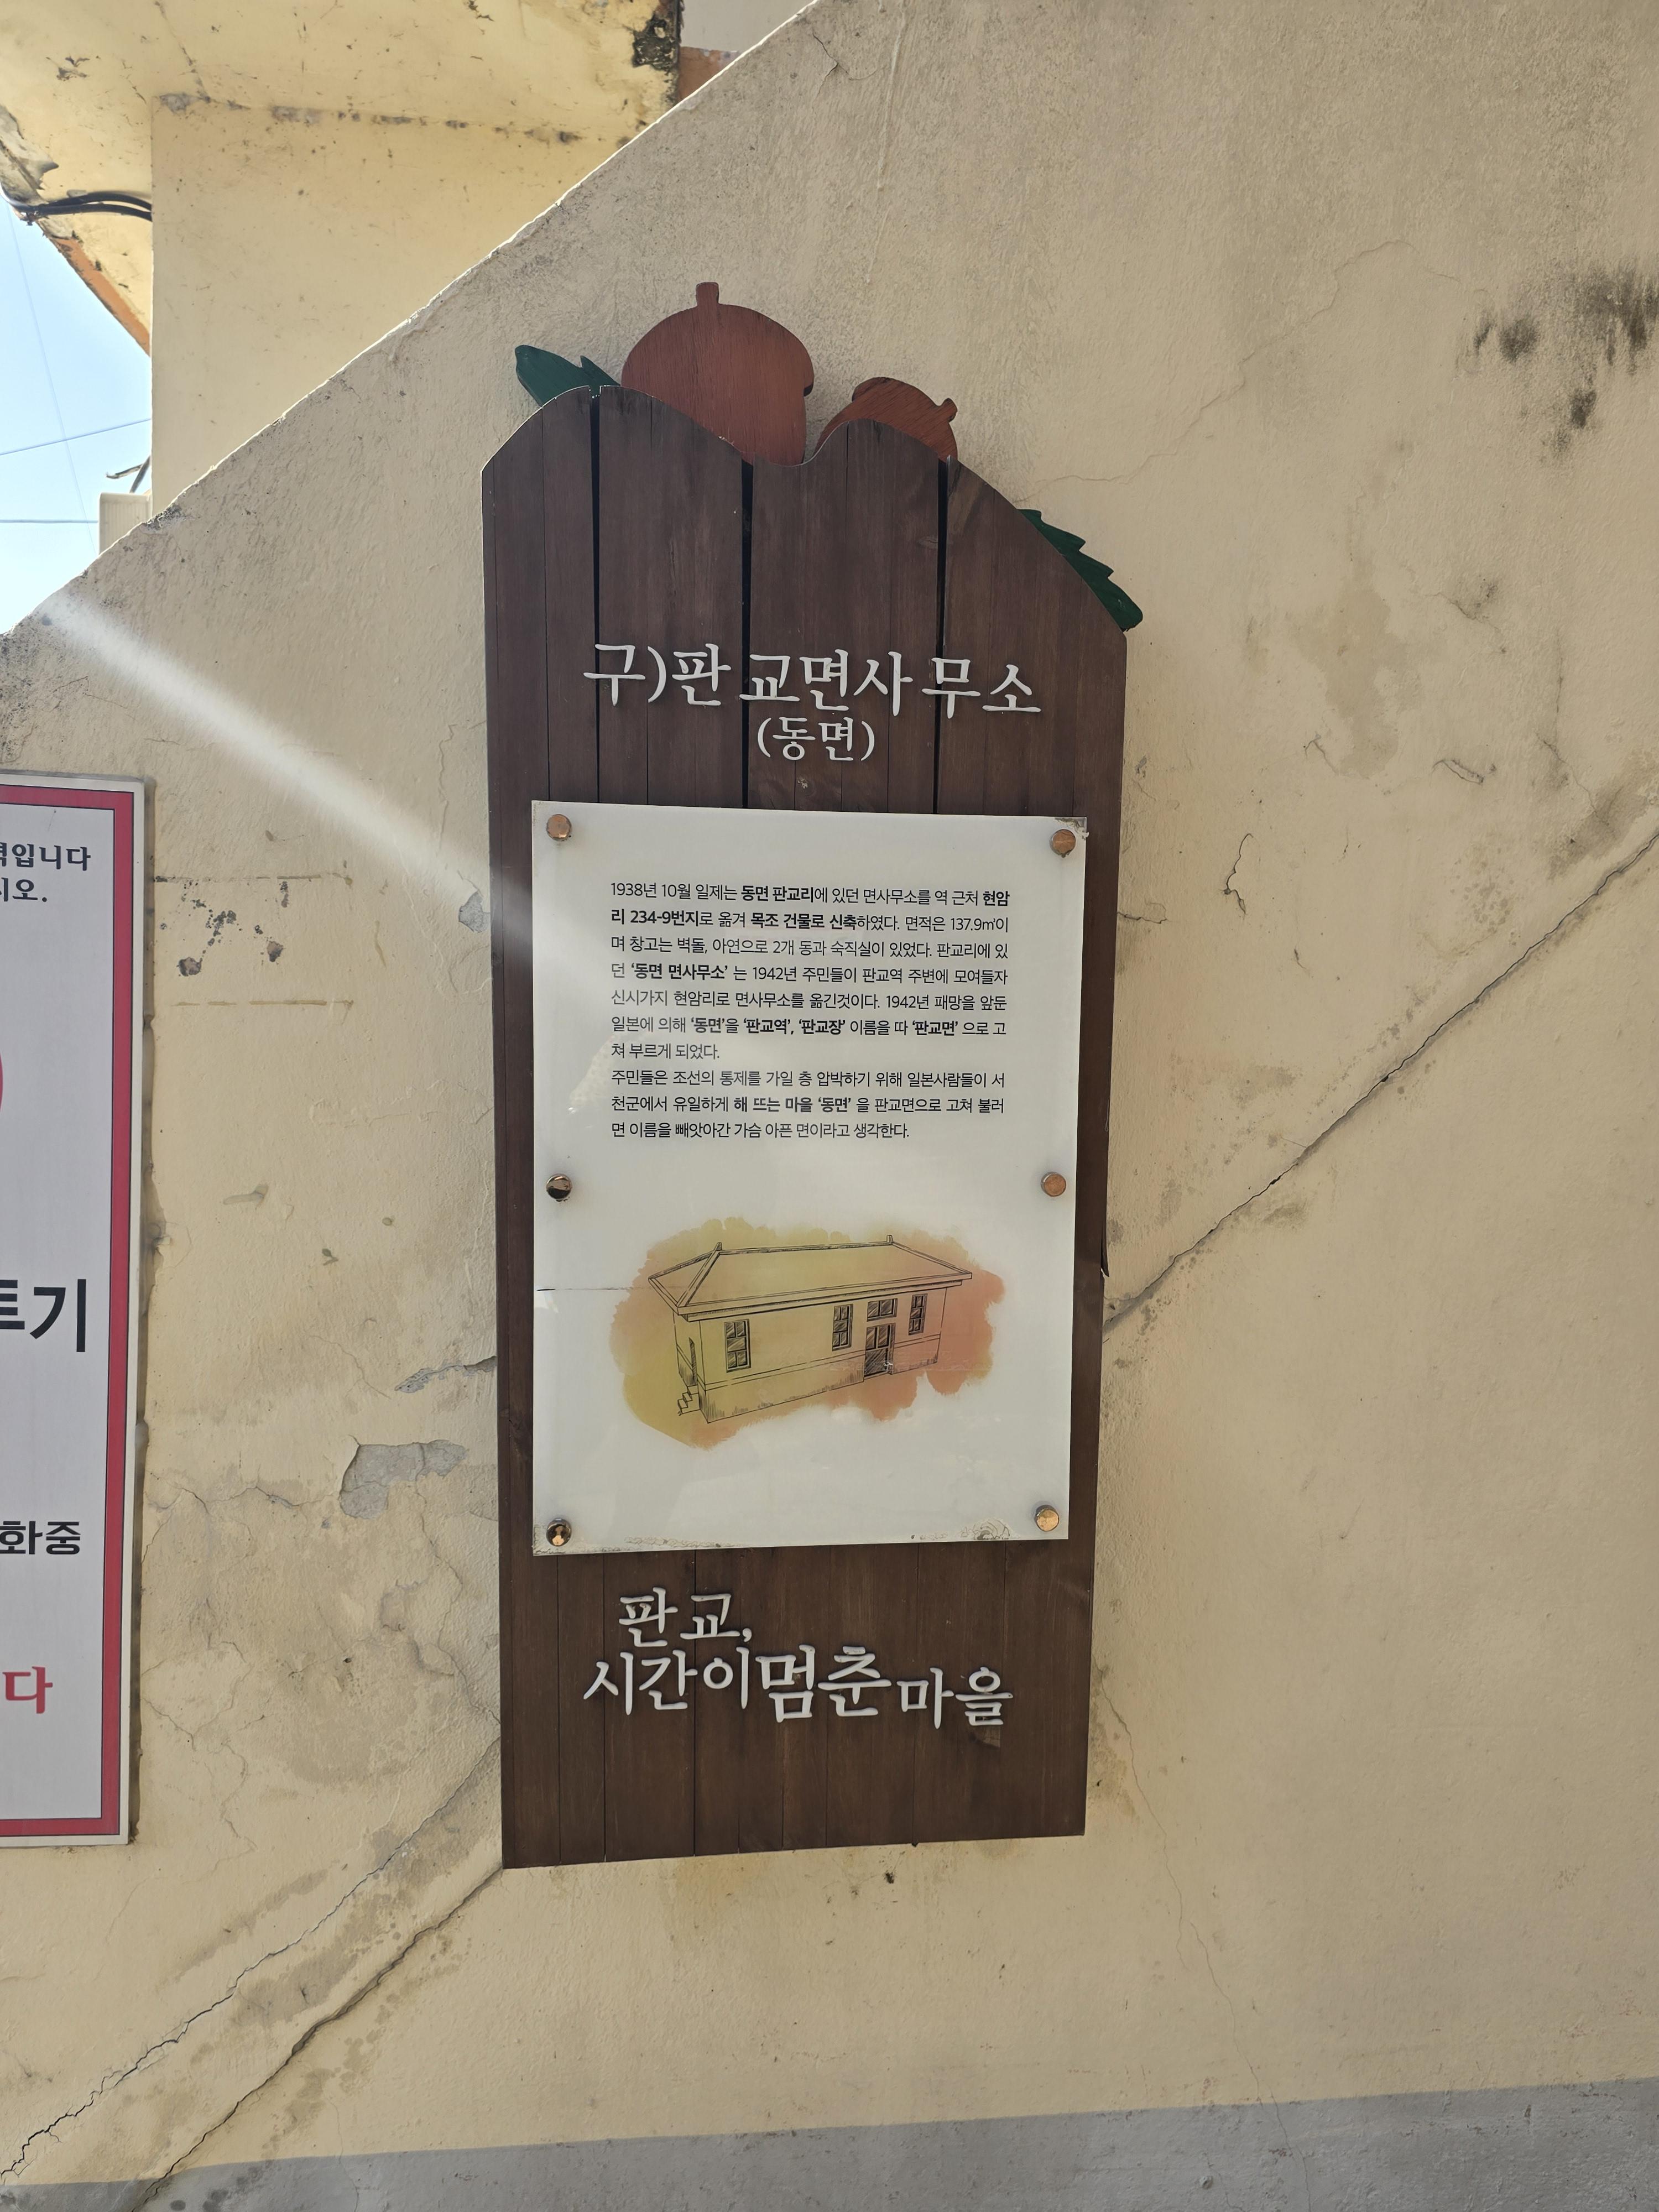 구)판교면사무소
(동면)
1938년 10월 일제는 동면 판교리에 있던 면사무소를 역 근처 현암
리 234-9번지로 옮겨 목조 건물로 신축하였다. 면적은 137.9㎡이
며 창고는 벽돌, 아연으로 2개 동과 숙직실이 있었다. 판교리에 있
던 ‘동면 면사무소’ 는 1942년 주민들이 판교역 주변에 모여들자
신시가지 현암리로 면사무소를 옮긴것이다. 1942년 패망을 앞둔
일본에 의해 ‘동면’을 ‘판교역’, ‘판교장’ 이름을 따 ‘판교면’ 으로 고
쳐 부르게 되었다.
주민들은 조선의 통제를 가일 층 압박하기 위해 일본사람들이 서
천군에서 유일하게 해 뜨는 마을 ‘동면’ 을 판교면으로 고쳐 불러
면 이름을 빼앗아간 가슴 아픈 면이라고 생각한다.
판교,
시간이멈춘마을
입니다
시오.
투기
화중
다